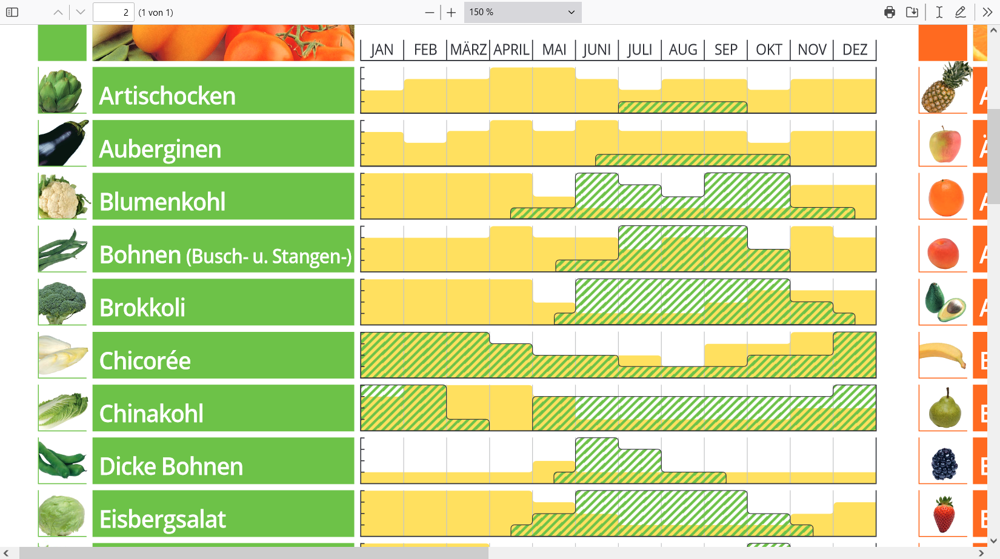 2 (1 von 1) 150 %
JAN FEB MÄRZ APRIL MAI JUNI JULI AUG SEP OKT NOV DEZ
Artischocken
Auberginen
Blumenkohl
Bohnen (Busch- u. Stangen-)
Brokkoli
Chicorée
Chinakohl
Dicke Bohnen
Eisbergsalat